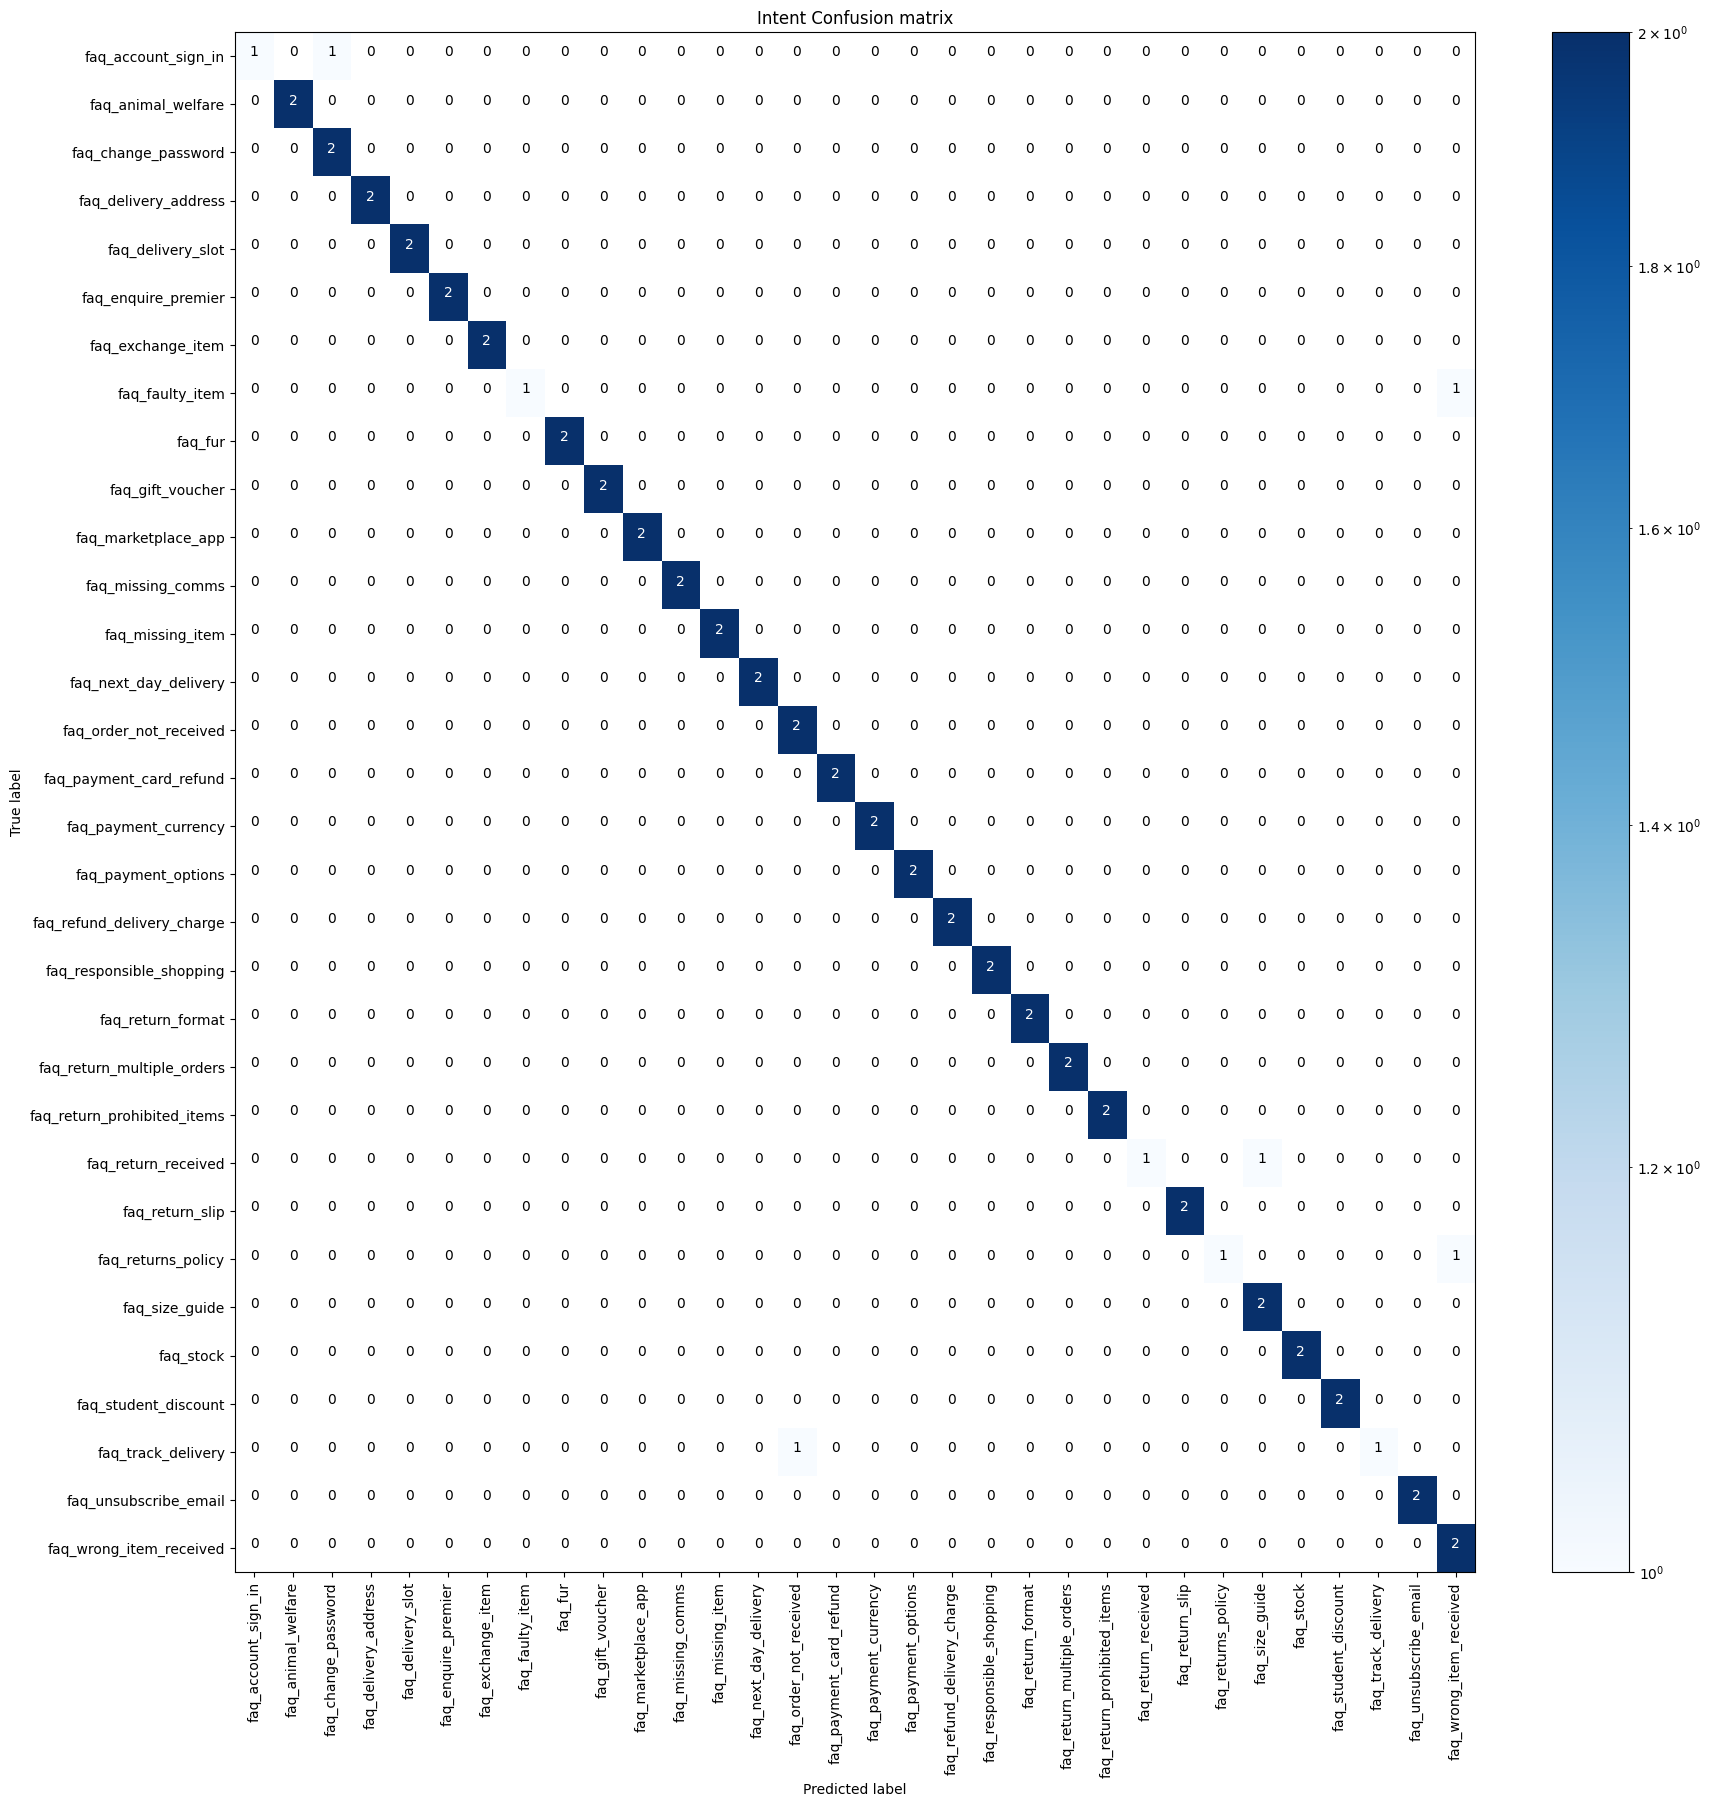 Intent Confusion matrix
faq_account_sign_in 1 0 1 0 0 0 0 0 0 0 0 0 0 0 0 0 0 0 0 0 0 0 0 0 0 0 0 0 0 0 0 0
faq_animal_welfare 0 2 0 0 0 0 0 0 0 0 0 0 0 0 0 0 0 0 0 0 0 0 0 0 0 0 0 0 0 0 0 0
faq_change_password 0 0 2 0 0 0 0 0 0 0 0 0 0 0 0 0 0 0 0 0 0 0 0 0 0 0 0 0 0 0 0 0
faq_delivery_address 0 0 0 2 0 0 0 0 0 0 0 0 0 0 0 0 0 0 0 0 0 0 0 0 0 0 0 0 0 0 0 0
faq_delivery_slot 0 0 0 0 2 0 0 0 0 0 0 0 0 0 0 0 0 0 0 0 0 0 0 0 0 0 0 0 0 0 0 0
faq_enquire_premier 0 0 0 0 0 2 0 0 0 0 0 0 0 0 0 0 0 0 0 0 0 0 0 0 0 0 0 0 0 0 0 0
faq_exchange_item 0 0 0 0 0 0 2 0 0 0 0 0 0 0 0 0 0 0 0 0 0 0 0 0 0 0 0 0 0 0 0 0
faq_faulty_item 0 0 0 0 0 0 0 1 0 0 0 0 0 0 0 0 0 0 0 0 0 0 0 0 0 0 0 0 0 0 0 1
faq_fur 0 0 0 0 0 0 0 0 2 0 0 0 0 0 0 0 0 0 0 0 0 0 0 0 0 0 0 0 0 0 0 0
faq_gift_voucher 0 0 0 0 0 0 0 0 0 2 0 0 0 0 0 0 0 0 0 0 0 0 0 0 0 0 0 0 0 0 0 0
faq_marketplace_app 0 0 0 0 0 0 0 0 0 0 2 0 0 0 0 0 0 0 0 0 0 0 0 0 0 0 0 0 0 0 0 0
faq_missing_comms 0 0 0 0 0 0 0 0 0 0 0 2 0 0 0 0 0 0 0 0 0 0 0 0 0 0 0 0 0 0 0 0
faq_missing_item 0 0 0 0 0 0 0 0 0 0 0 0 2 0 0 0 0 0 0 0 0 0 0 0 0 0 0 0 0 0 0 0
faq_next_day_delivery 0 0 0 0 0 0 0 0 0 0 0 0 0 2 0 0 0 0 0 0 0 0 0 0 0 0 0 0 0 0 0 0
faq_order_not_received 0 0 0 0 0 0 0 0 0 0 0 0 0 0 2 0 0 0 0 0 0 0 0 0 0 0 0 0 0 0 0 0
faq_payment_card_refund 0 0 0 0 0 0 0 0 0 0 0 0 0 0 0 2 0 0 0 0 0 0 0 0 0 0 0 0 0 0 0 0
faq_payment_currency 0 0 0 0 0 0 0 0 0 0 0 0 0 0 0 0 2 0 0 0 0 0 0 0 0 0 0 0 0 0 0 0
faq_payment_options 0 0 0 0 0 0 0 0 0 0 0 0 0 0 0 0 0 2 0 0 0 0 0 0 0 0 0 0 0 0 0 0
faq_refund_delivery_charge 0 0 0 0 0 0 0 0 0 0 0 0 0 0 0 0 0 0 2 0 0 0 0 0 0 0 0 0 0 0 0 0
faq_responsible_shopping 0 0 0 0 0 0 0 0 0 0 0 0 0 0 0 0 0 0 0 2 0 0 0 0 0 0 0 0 0 0 0 0
faq_return_format 0 0 0 0 0 0 0 0 0 0 0 0 0 0 0 0 0 0 0 0 2 0 0 0 0 0 0 0 0 0 0 0
faq_return_multiple_orders 0 0 0 0 0 0 0 0 0 0 0 0 0 0 0 0 0 0 0 0 0 2 0 0 0 0 0 0 0 0 0 0
faq_return_prohibited_items 0 0 0 0 0 0 0 0 0 0 0 0 0 0 0 0 0 0 0 0 0 0 2 0 0 0 0 0 0 0 0 0
faq_return_received 0 0 0 0 0 0 0 0 0 0 0 0 0 0 0 0 0 0 0 0 0 0 0 1 0 0 1 0 0 0 0 0
faq_return_slip 0 0 0 0 0 0 0 0 0 0 0 0 0 0 0 0 0 0 0 0 0 0 0 0 2 0 0 0 0 0 0 0
faq_returns_policy 0 0 0 0 0 0 0 0 0 0 0 0 0 0 0 0 0 0 0 0 0 0 0 0 0 1 0 0 0 0 0 1
faq_size_guide 0 0 0 0 0 0 0 0 0 0 0 0 0 0 0 0 0 0 0 0 0 0 0 0 0 0 2 0 0 0 0 0
faq_stock 0 0 0 0 0 0 0 0 0 0 0 0 0 0 0 0 0 0 0 0 0 0 0 0 0 0 0 2 0 0 0 0
faq_student_discount 0 0 0 0 0 0 0 0 0 0 0 0 0 0 0 0 0 0 0 0 0 0 0 0 0 0 0 0 2 0 0 0
faq_track_delivery 0 0 0 0 0 0 0 0 0 0 0 0 0 0 1 0 0 0 0 0 0 0 0 0 0 0 0 0 0 1 0 0
faq_unsubscribe_email 0 0 0 0 0 0 0 0 0 0 0 0 0 0 0 0 0 0 0 0 0 0 0 0 0 0 0 0 0 0 2 0
faq_wrong_item_received 0 0 0 0 0 0 0 0 0 0 0 0 0 0 0 0 0 0 0 0 0 0 0 0 0 0 0 0 0 0 0 2
True label
faq_account_sign_in
faq_animal_welfare
faq_change_password
faq_delivery_address
faq_delivery_slot
faq_enquire_premier
faq_exchange_item
faq_faulty_item
faq_fur
faq_gift_voucher
faq_marketplace_app
faq_missing_comms
faq_missing_item
faq_next_day_delivery
faq_order_not_received
faq_payment_card_refund
faq_payment_currency
faq_payment_options
faq_refund_delivery_charge
faq_responsible_shopping
faq_return_format
faq_return_multiple_orders
faq_return_prohibited_items
faq_return_received
faq_return_slip
faq_returns_policy
faq_size_guide
faq_stock
faq_student_discount
faq_track_delivery
faq_unsubscribe_email
faq_wrong_item_received
Predicted label
2 × 10⁰
1.8 × 10⁰
1.6 × 10⁰
1.4 × 10⁰
1.2 × 10⁰
10⁰